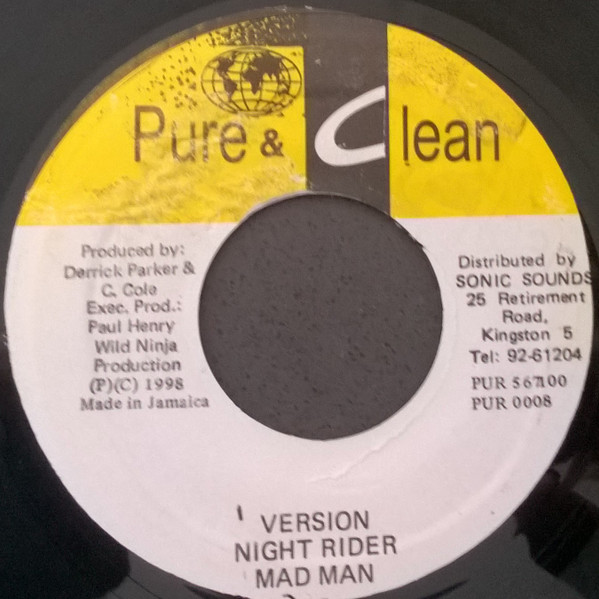 Pure & Clean
Produced by:
Derrick Parker &
C. Cole
Exec. Prod.:
Paul Henry
Wild Ninja
Production
(P)(C) 1998
Made in Jamaica
Distributed by
SONIC SOUNDS
25 Retirement
Road,
Kingston 5
Tel: 92-61204
PUR 0008
VERSION
NIGHT RIDER
MAD MAN